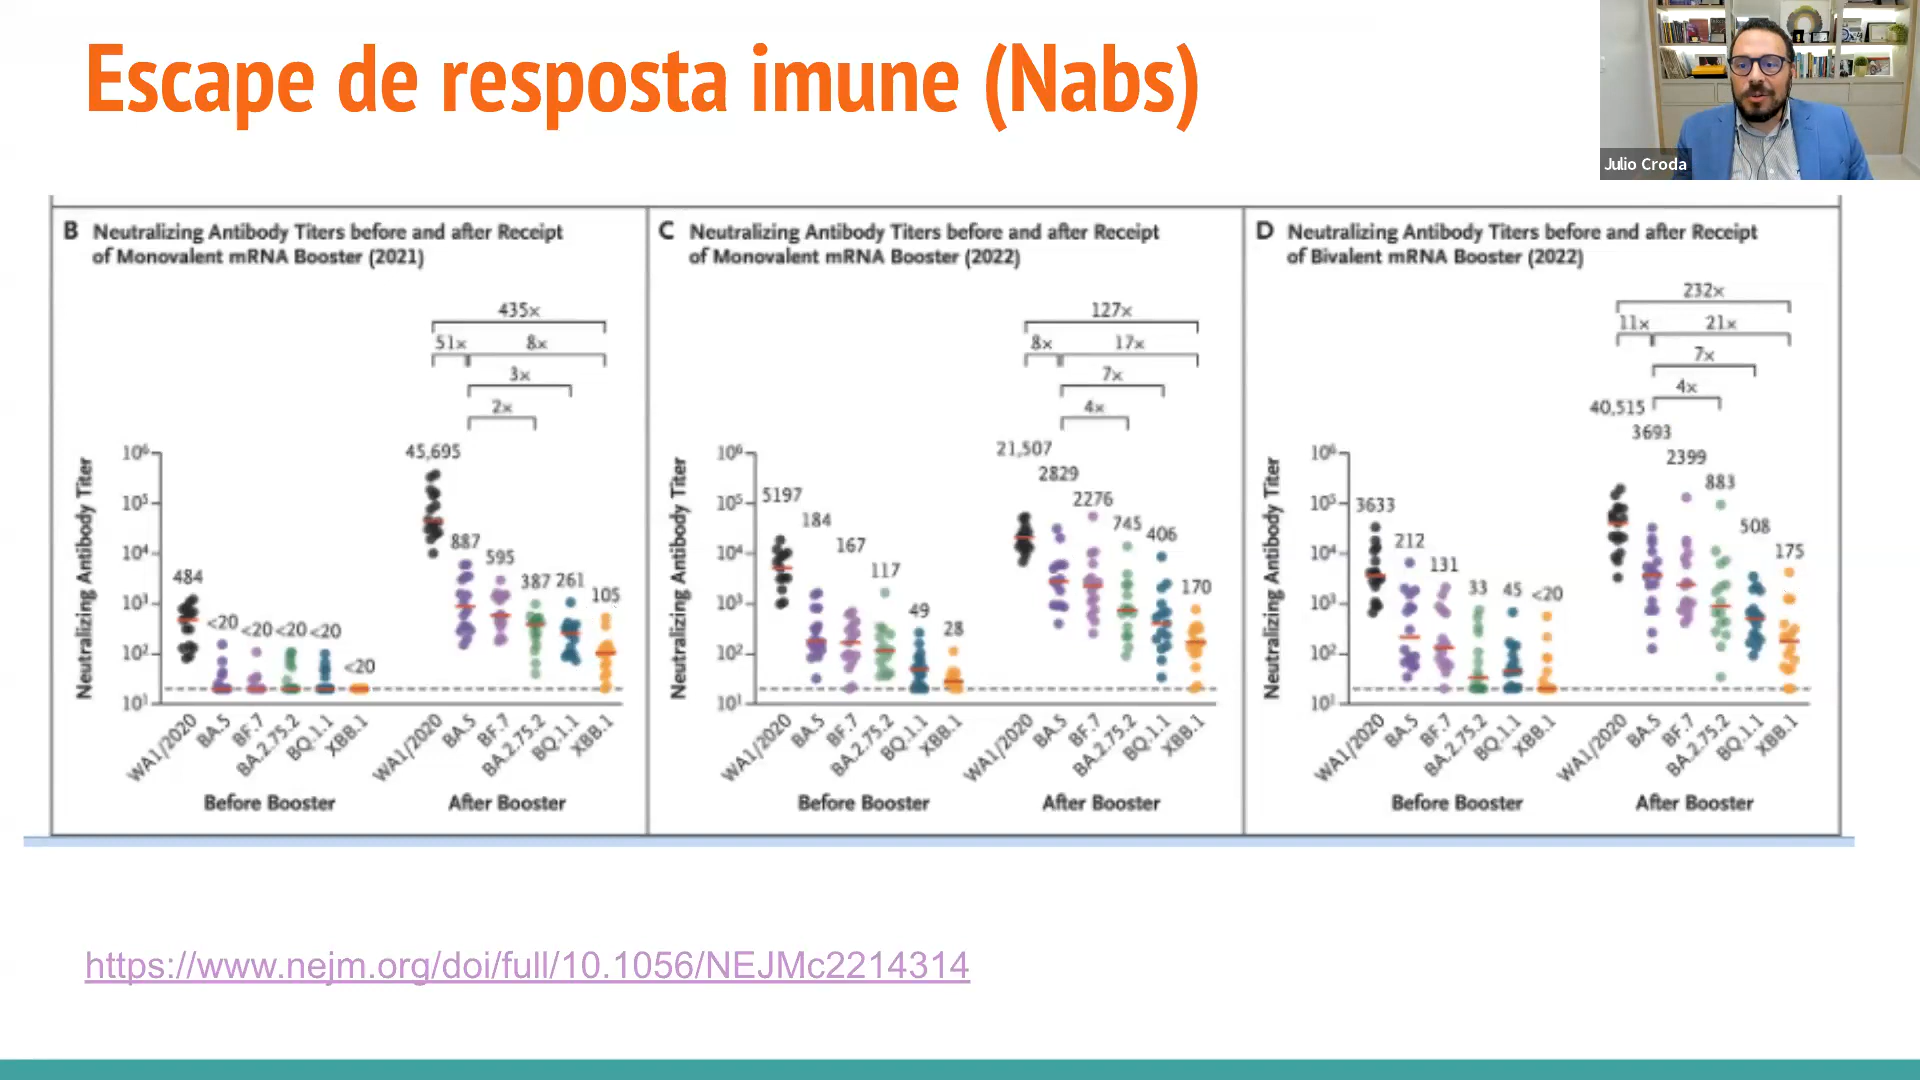 Escape de resposta imune (Nabs)
Julio Croda
B Neutralizing Antibody Titers before and after Receipt
of Monovalent mRNA Booster (2021)
435×
51× 8×
3×
2×
Neutralizing Antibody Titer
10⁶
10⁵
10⁴
10³
10²
10¹
484
<20
<20
<20
<20
<20
45,695
887
595
387
261
105
WA1/2020
BA.5
BF.7
BA.2.75.2
BQ.1.1
XBB.1
WA1/2020
BA.5
BF.7
BA.2.75.2
BQ.1.1
XBB.1
Before Booster
After Booster
C Neutralizing Antibody Titers before and after Receipt
of Monovalent mRNA Booster (2022)
127×
8× 17×
7×
4×
Neutralizing Antibody Titer
10⁶
10⁵
10⁴
10³
10²
10¹
5197
184
167
117
49
28
21,507
2829
2276
745
406
170
WA1/2020
BA.5
BF.7
BA.2.75.2
BQ.1.1
XBB.1
WA1/2020
BA.5
BF.7
BA.2.75.2
BQ.1.1
XBB.1
Before Booster
After Booster
D Neutralizing Antibody Titers before and after Receipt
of Bivalent mRNA Booster (2022)
232×
11× 21×
7×
4×
Neutralizing Antibody Titer
10⁶
10⁵
10⁴
10³
10²
10¹
3633
212
131
33
45
<20
40,515
3693
2399
883
508
175
WA1/2020
BA.5
BF.7
BA.2.75.2
BQ.1.1
XBB.1
WA1/2020
BA.5
BF.7
BA.2.75.2
BQ.1.1
XBB.1
Before Booster
After Booster
https://www.nejm.org/doi/full/10.1056/NEJMc2214314